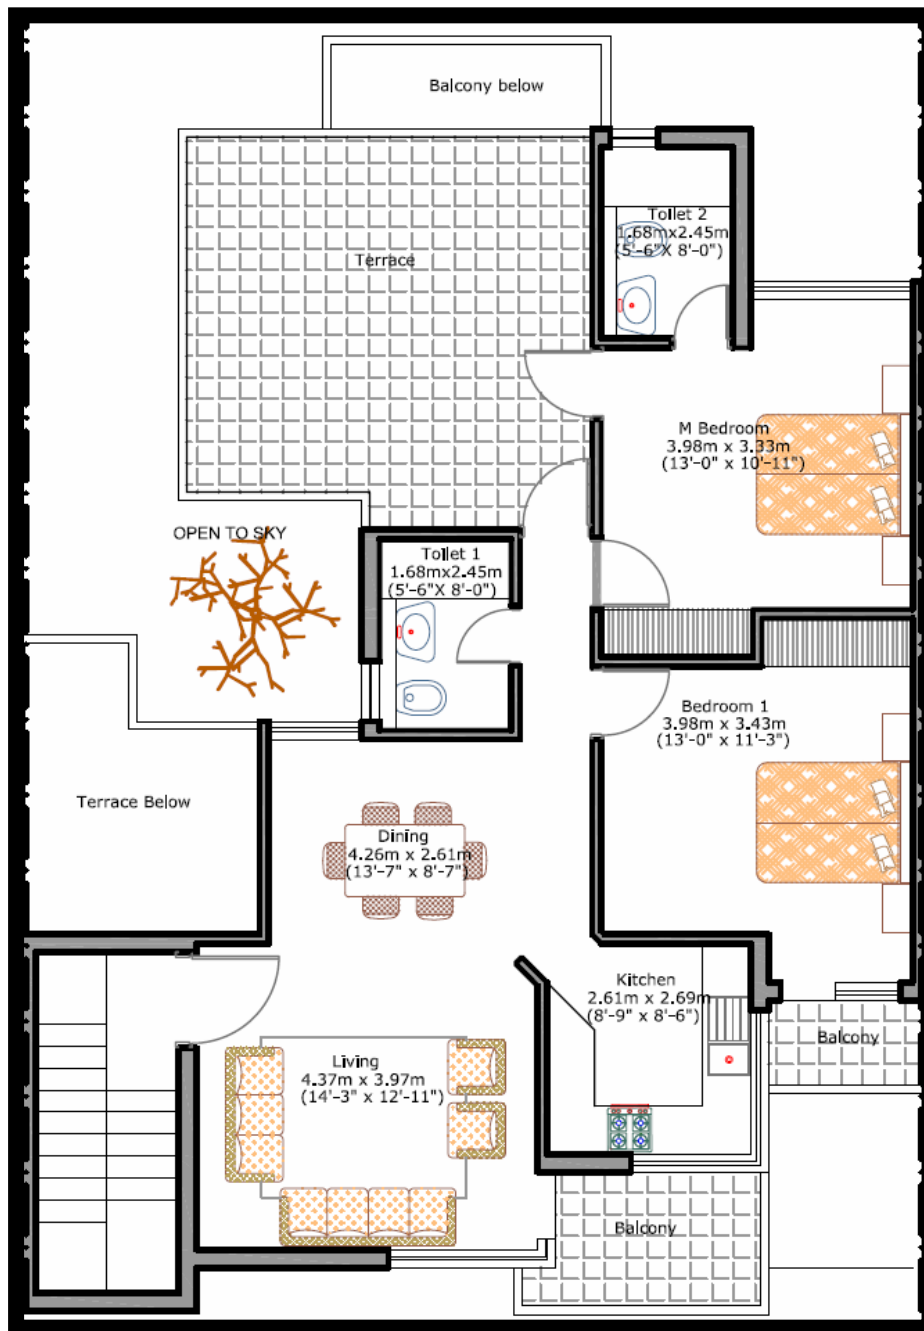 Balcony below
Toilet 2
1.68mx2.45m
(5'-6"X 8'-0")
Terrace
M Bedroom
3.98m x 3.33m
(13'-0" x 10'-11")
OPEN TO SKY
Toilet 1
1.68mx2.45m
(5'-6"X 8'-0")
Bedroom 1
3.98m x 3.43m
(13'-0" x 11'-3")
Terrace Below
Dining
4.26m x 2.61m
(13'-7" x 8'-7")
Kitchen
2.61m x 2.69m
(8'-9" x 8'-6")
Balcony
Living
4.37m x 3.97m
(14'-3" x 12'-11")
Balcony